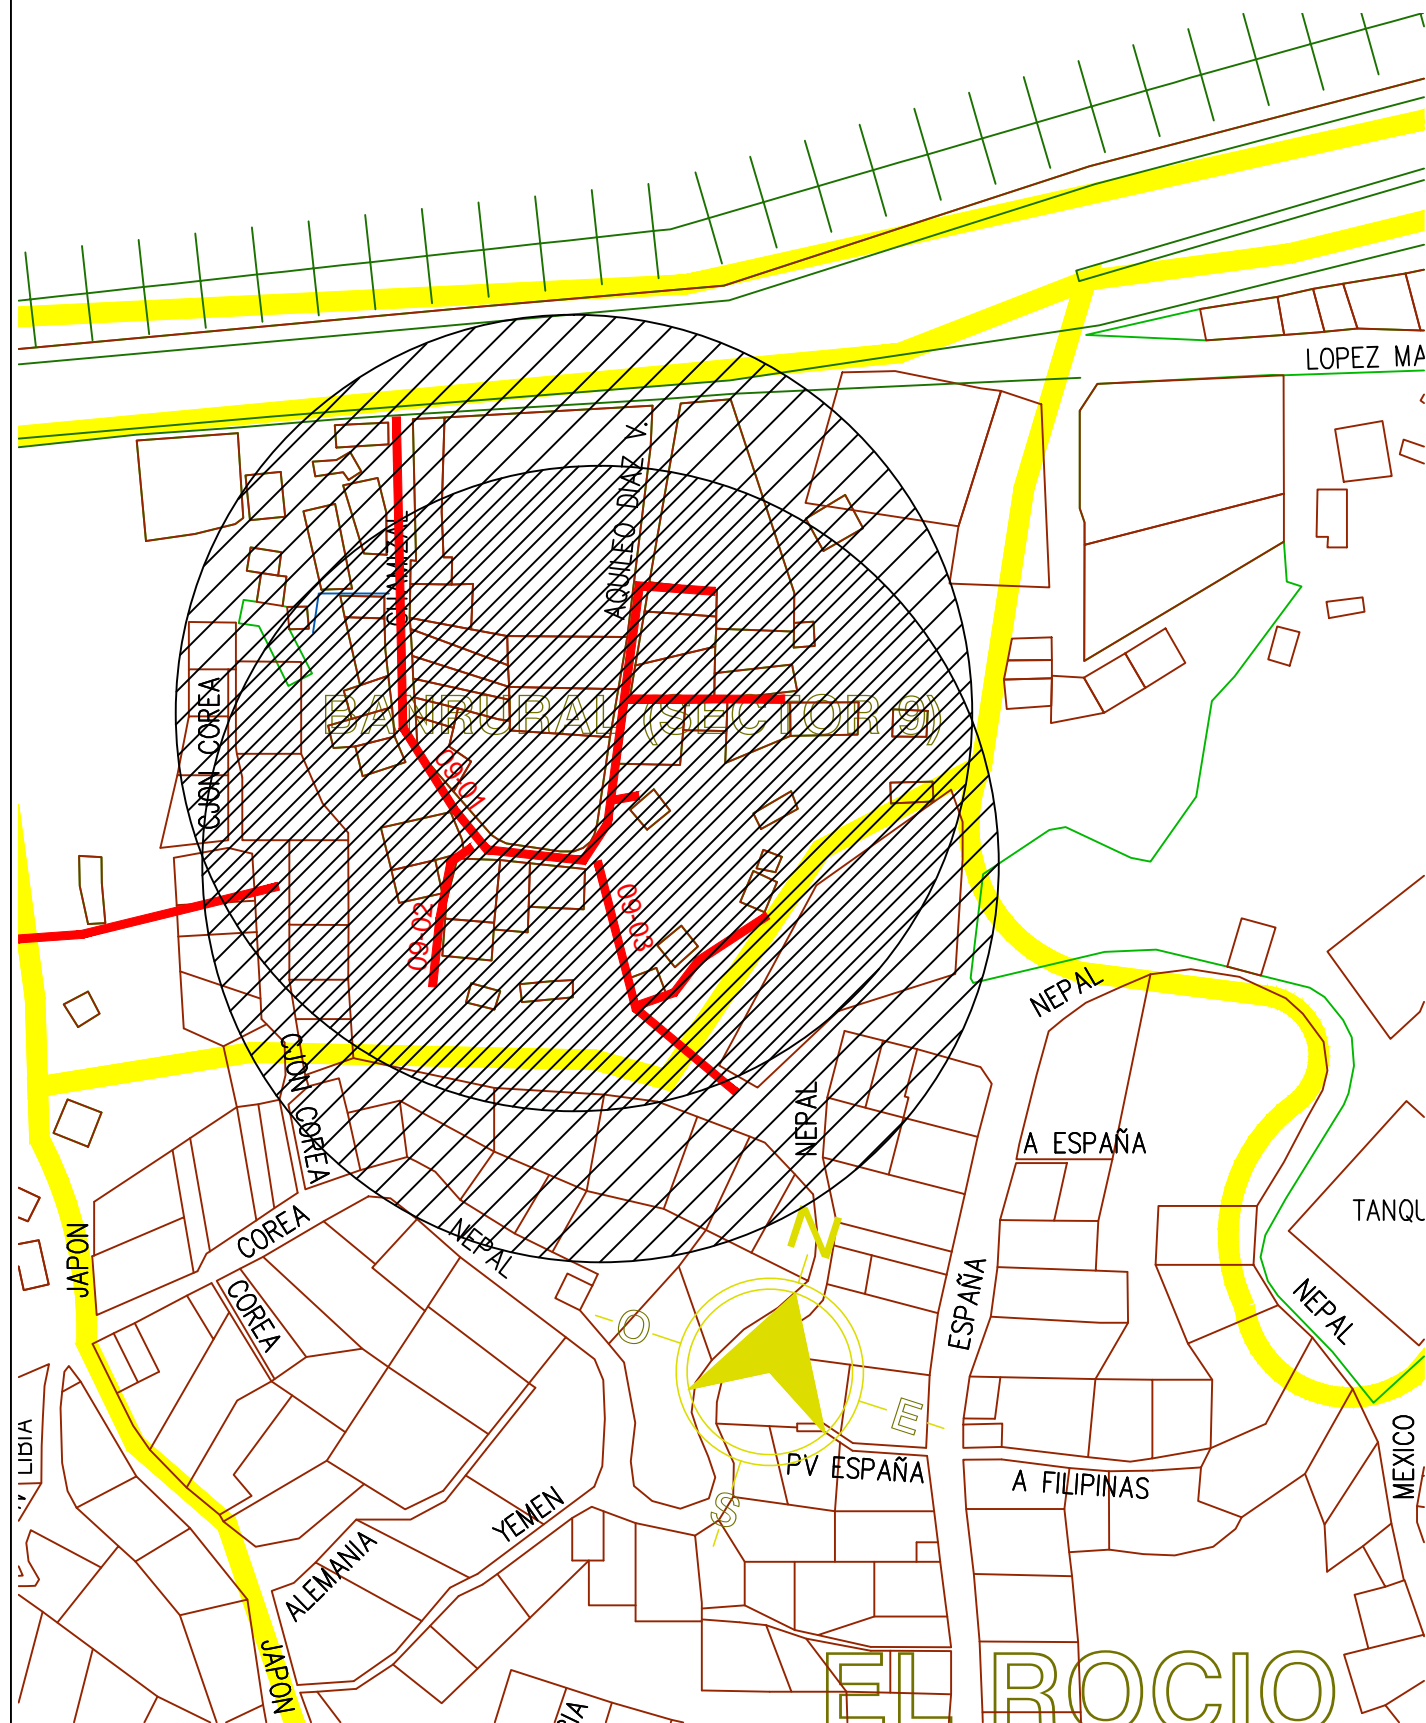 LOPEZ MA
AQUILEO DIAZ V.
CHAMIZAL
CJON COREA
BANRURAL (SECTOR 9)
09-01
09-02
09-03
NEPAL
CJON COREA
NEPAL
A ESPAÑA
TANQU
COREA
NEPAL
JAPON
COREA
N
O
E
S
ESPAÑA
NEPAL
LIBIA
MEXICO
PV ESPAÑA
A FILIPINAS
YEMEN
ALEMANIA
JAPON
EL ROCIO